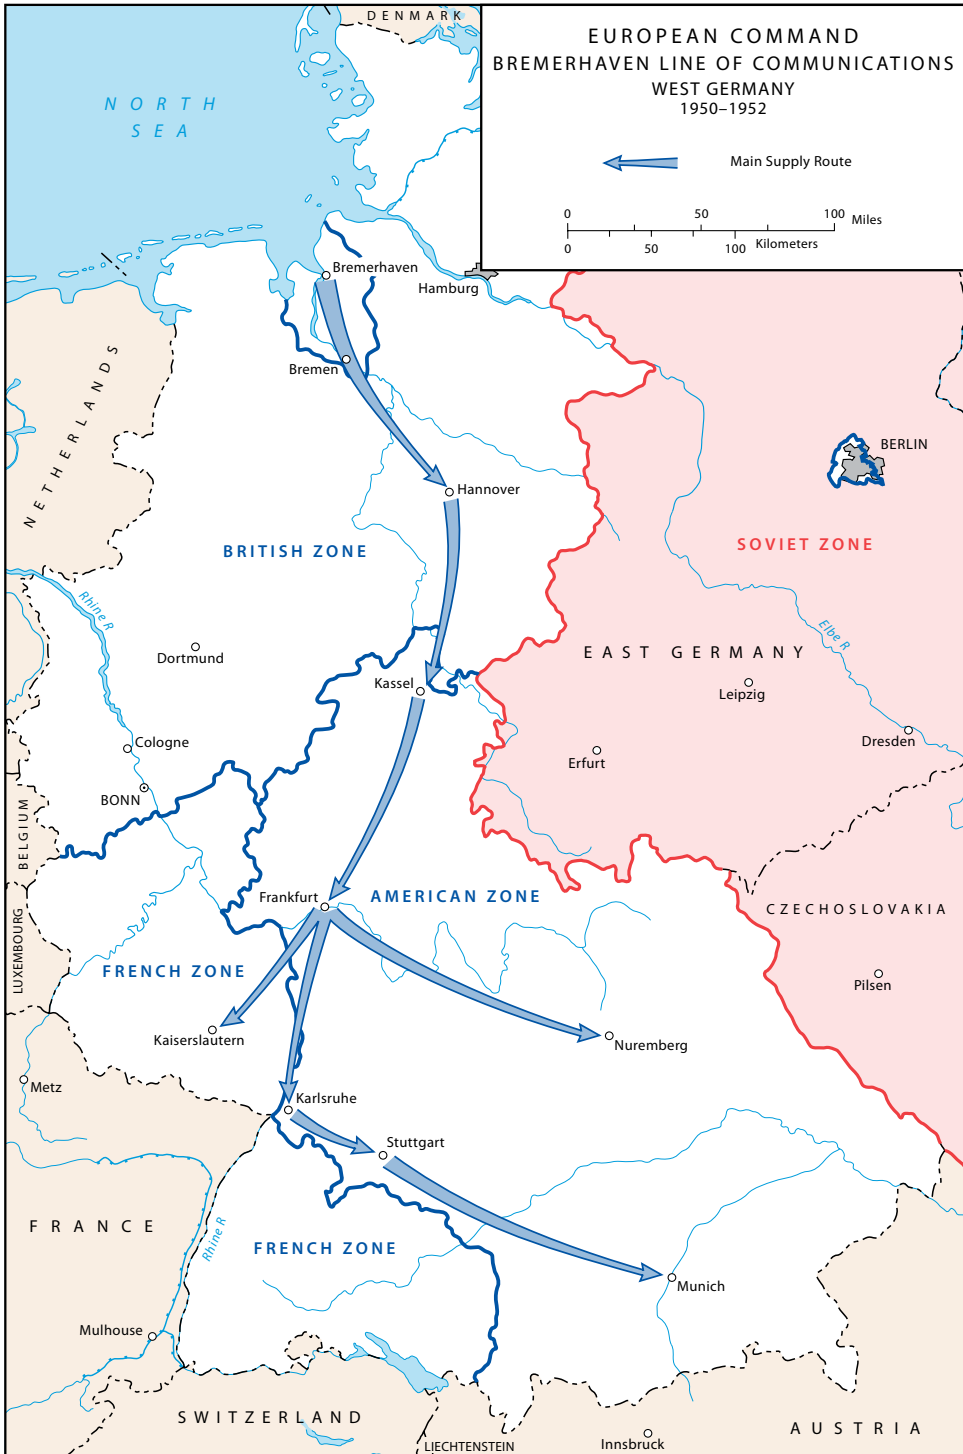 DENMARK
EUROPEAN COMMAND
BREMERHAVEN LINE OF COMMUNICATIONS
WEST GERMANY
1950–1952
Main Supply Route
0 50 100 Miles
0 50 100 Kilometers
NORTH
SEA
Bremerhaven
Hamburg
Bremen
NETHERLANDS
BERLIN
Hannover
BRITISH ZONE
SOVIET ZONE
Rhine R
Elbe R
Dortmund
EAST GERMANY
Kassel
Leipzig
Cologne
Dresden
Erfurt
BONN
BELGIUM
Frankfurt
AMERICAN ZONE
CZECHOSLOVAKIA
LUXEMBOURG
FRENCH ZONE
Pilsen
Kaiserslautern
Nuremberg
Metz
Karlsruhe
Stuttgart
FRANCE
Rhine R
FRENCH ZONE
Munich
Mulhouse
SWITZERLAND
AUSTRIA
LIECHTENSTEIN
Innsbruck